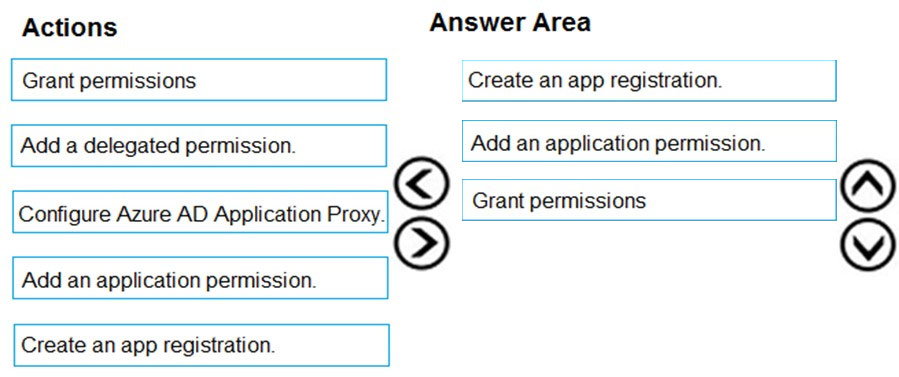 Actions
Answer Area
Grant permissions
Add a delegated permission.
Configure Azure AD Application Proxy.
Add an application permission.
Create an app registration.
Create an app registration.
Add an application permission.
Grant permissions